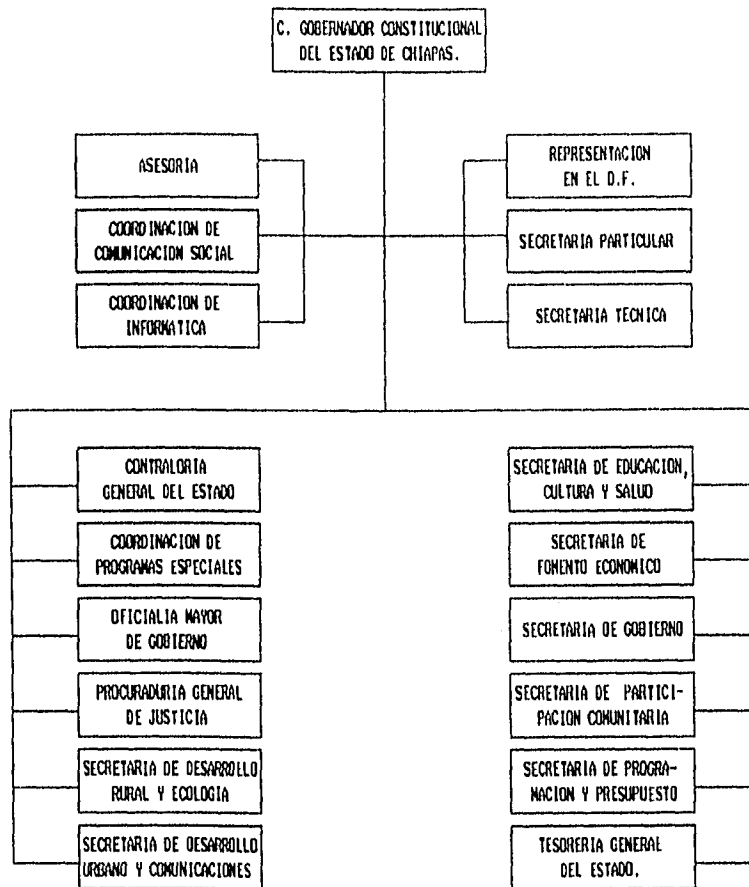 C. GOBERNADOR CONSTITUCIONAL
DEL ESTADO DE CHIAPAS.
ASESORIA
COORDINACION DE
COMUNICACION SOCIAL
COORDINACION DE
INFORMATICA
REPRESENTACION
EN EL D.F.
SECRETARIA PARTICULAR
SECRETARIA TECNICA
CONTRALORIA
GENERAL DEL ESTADO
COORDINACION DE
PROGRAMAS ESPECIALES
OFICIALIA MAYOR
DE GOBIERNO
PROCURADURIA GENERAL
DE JUSTICIA
SECRETARIA DE DESARROLLO
RURAL Y ECOLOGIA
SECRETARIA DE DESARROLLO
URBANO Y COMUNICACIONES
SECRETARIA DE EDUCACION,
CULTURA Y SALUD
SECRETARIA DE
FOMENTO ECONOMICO
SECRETARIA DE GOBIERNO
SECRETARIA DE PARTICI-
PACION COMUNITARIA
SECRETARIA DE PROGRA-
MACION Y PRESUPUESTO
TESORERIA GENERAL
DEL ESTADO.